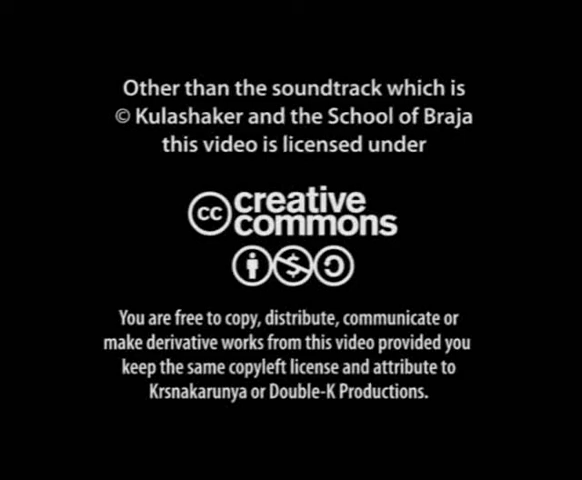 Other than the soundtrack which is
© Kulashaker and the School of Braja
this video is licensed under
cc creative
commons
You are free to copy, distribute, communicate or
make derivative works from this video provided you
keep the same copyleft license and attribute to
Krsnakarunya or Double-K Productions.